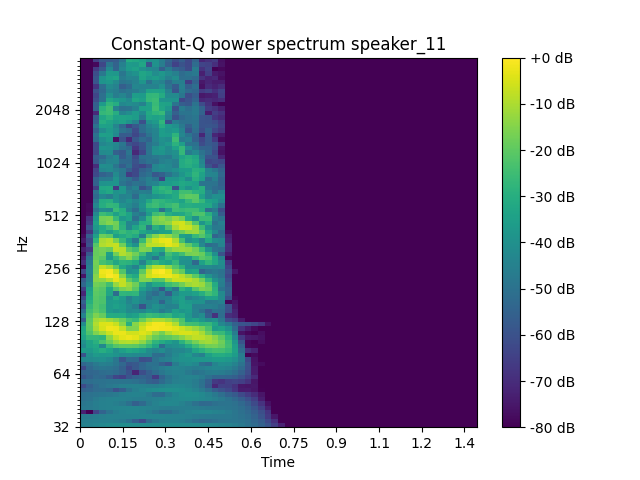 Constant-Q power spectrum speaker_11
+0 dB
-10 dB
-20 dB
-30 dB
-40 dB
-50 dB
-60 dB
-70 dB
-80 dB
Hz
2048
1024
512
256
128
64
32
0 0.15 0.3 0.45 0.6 0.75 0.9 1.1 1.2 1.4
Time